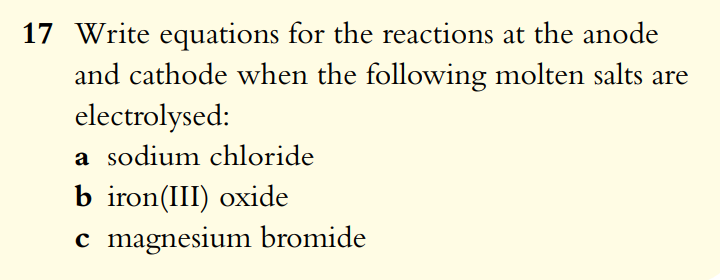 17 Write equations for the reactions at the anode
and cathode when the following molten salts are
electrolysed:
a sodium chloride
b iron(III) oxide
c magnesium bromide